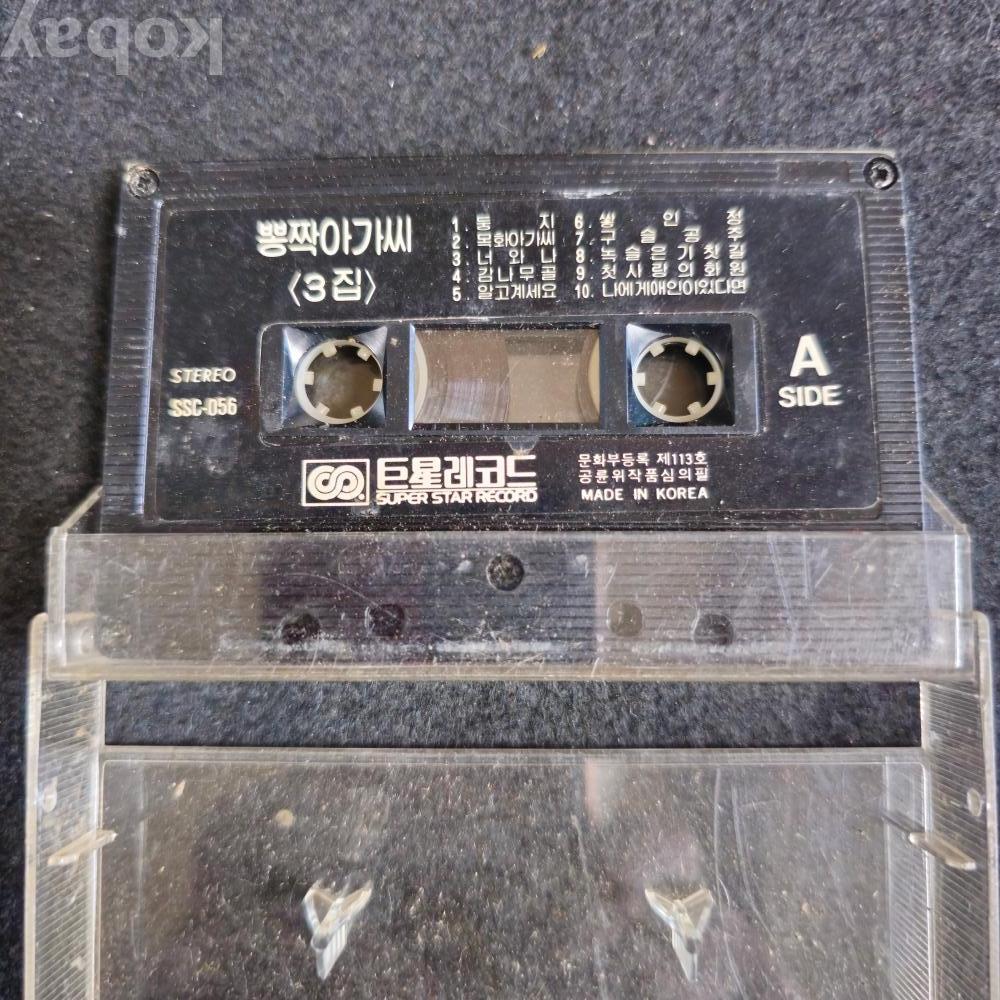 kobay
뽕짝아가씨
〈3집〉
1. 둥지
2. 목화아가씨
3. 너와나
4. 감나무골
5. 알고계세요
6. 쌓인정
7. 구슬공주
8. 녹슬은기찻길
9. 첫사랑의화원
10. 나에게애인이있다면
STEREO
SSC-056
A
SIDE
巨星레코드
SUPER STAR RECORD
문화부등록 제113호
공륜위작품심의필
MADE IN KOREA